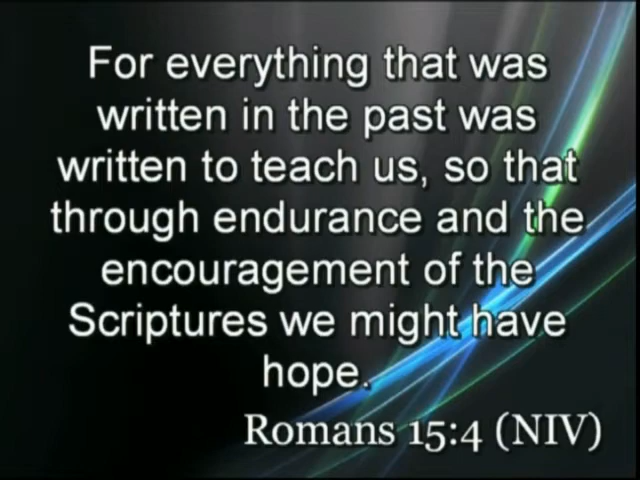 For everything that was
written in the past was
written to teach us, so that
through endurance and the
encouragement of the
Scriptures we might have
hope.
Romans 15:4 (NIV)